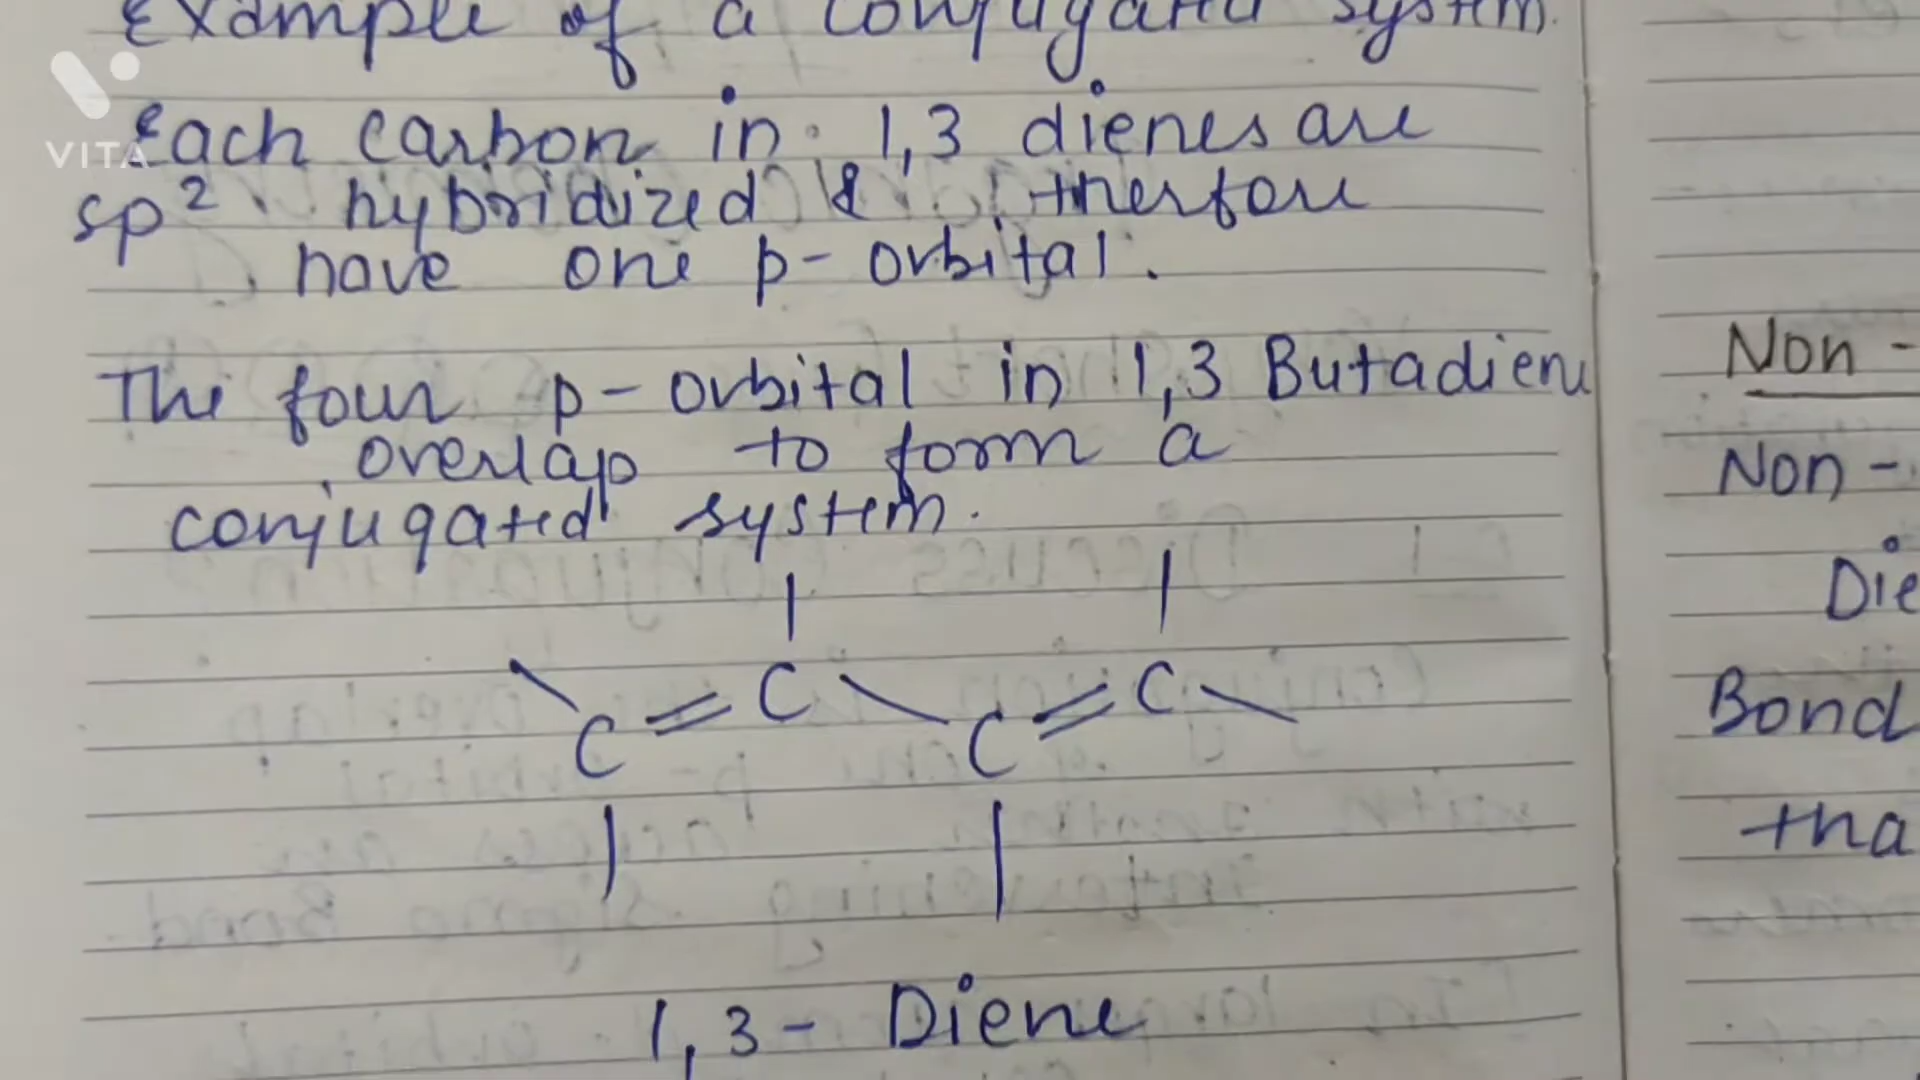 Example of a conjugated system.
VITA
Each carbon in 1,3 dienes are
sp² hybridized & therfore
have one p-orbital.
The four p-orbital in 1,3 Butadiene
overlap to form a
conjugated system.
C = C C = C
1,3- Diene
Non -
Non -
Die
Bond
tha